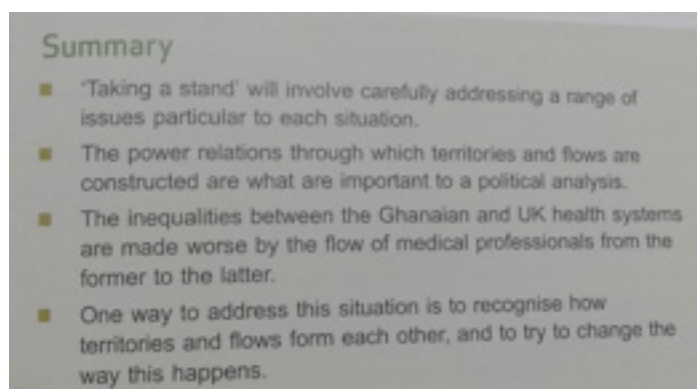 Summary
■ 'Taking a stand' will involve carefully addressing a range of
issues particular to each situation.
■ The power relations through which territories and flows are
constructed are what are important to a political analysis.
■ The inequalities between the Ghanaian and UK health systems
are made worse by the flow of medical professionals from the
former to the latter.
■ One way to address this situation is to recognise how
territories and flows form each other, and to try to change the
way this happens.